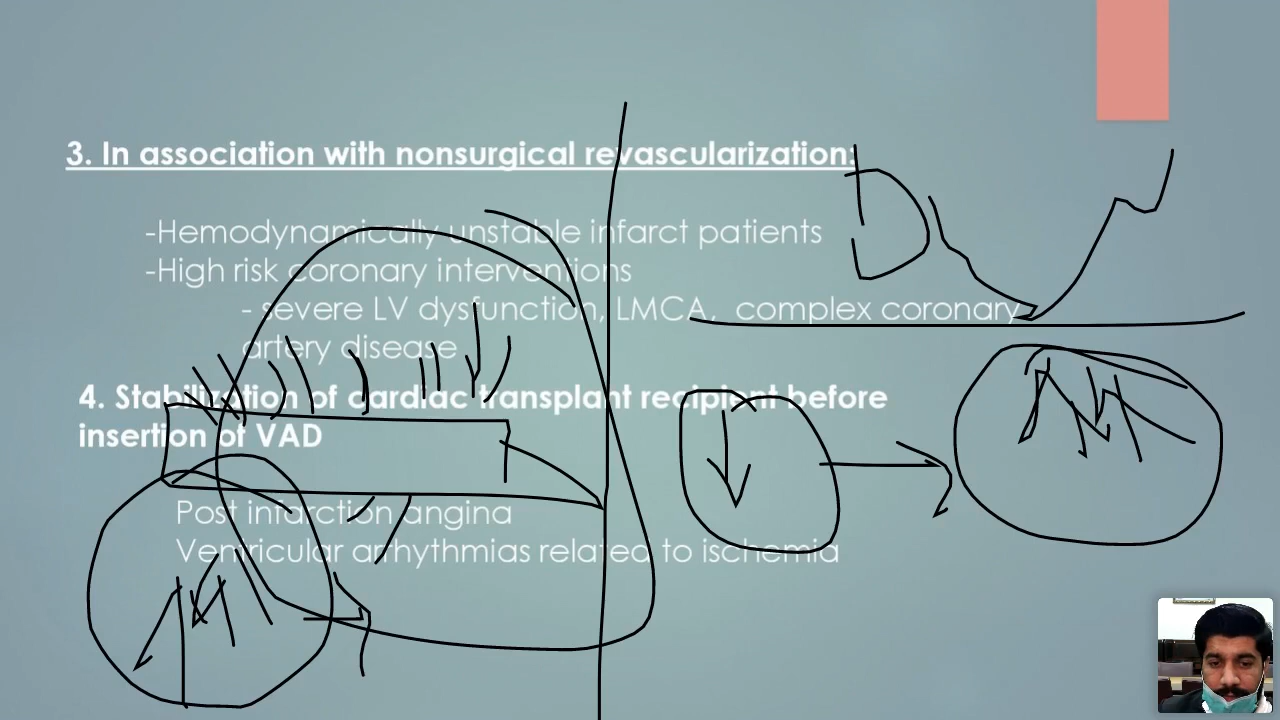 3. In association with nonsurgical revascularization:
-Hemodynamically unstable infarct patients
-High risk coronary interventions
- severe LV dysfunction, LMCA, complex coronary
artery disease
4. Stabilization of cardiac transplant recipient before
insertion of VAD
Post infarction angina
Ventricular arrhythmias related to ischemia